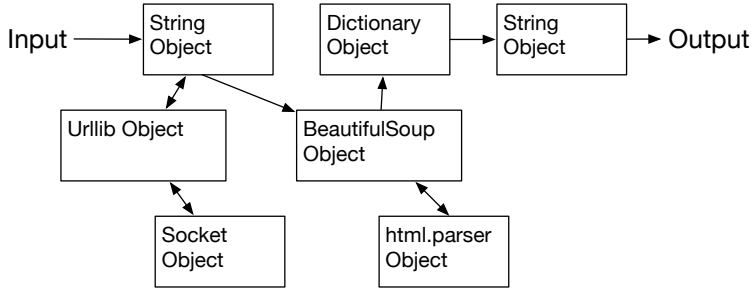 Input
String
Object
Dictionary
Object
String
Object
Output
Urllib Object
BeautifulSoup
Object
Socket
Object
html.parser
Object